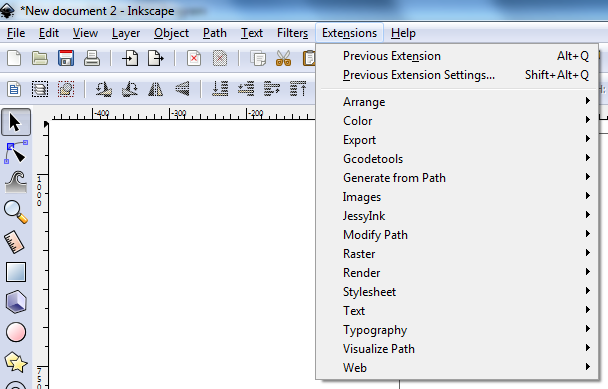 *New document 2 - Inkscape
File Edit View Layer Object Path Text Filters Extensions Help
Previous Extension Alt+Q
Previous Extension Settings... Shift+Alt+Q
Arrange
Color
Export
Gcodetools
Generate from Path
Images
JessyInk
Modify Path
Raster
Render
Stylesheet
Text
Typography
Visualize Path
Web
-400 -300 -200
1000
750